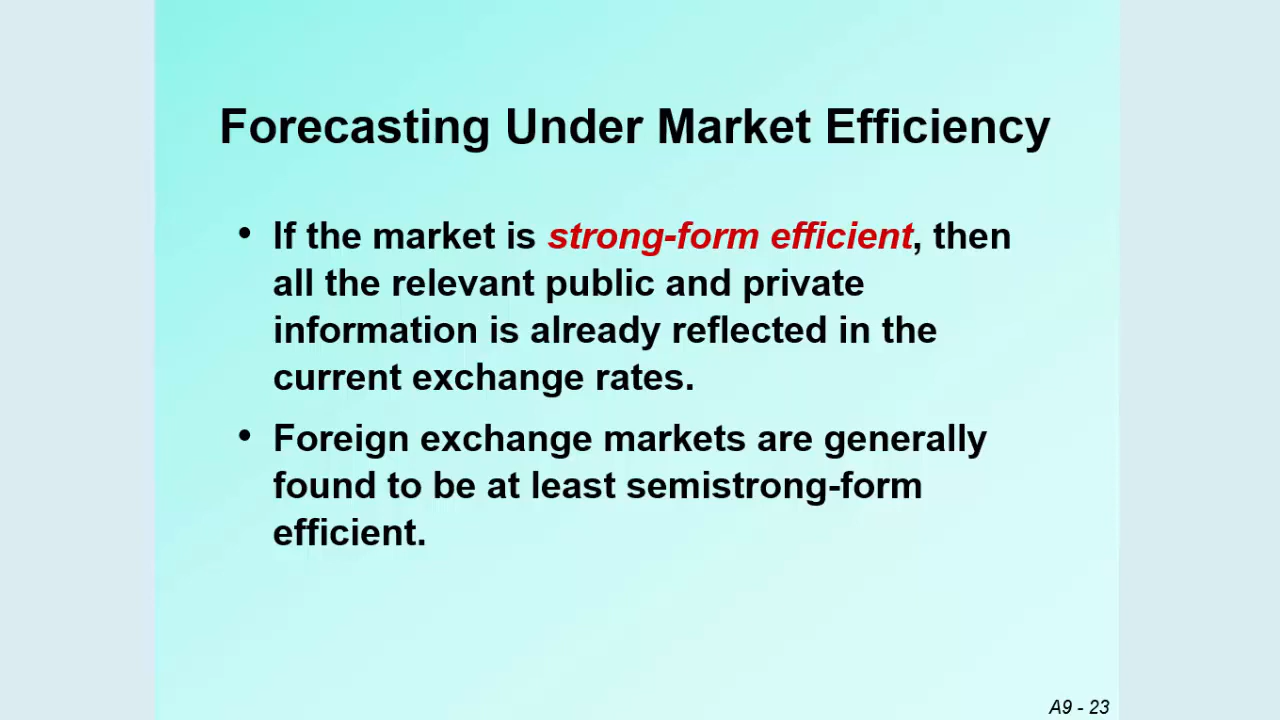 Forecasting Under Market Efficiency
• If the market is strong-form efficient, then
all the relevant public and private
information is already reflected in the
current exchange rates.
• Foreign exchange markets are generally
found to be at least semistrong-form
efficient.
A9 - 23